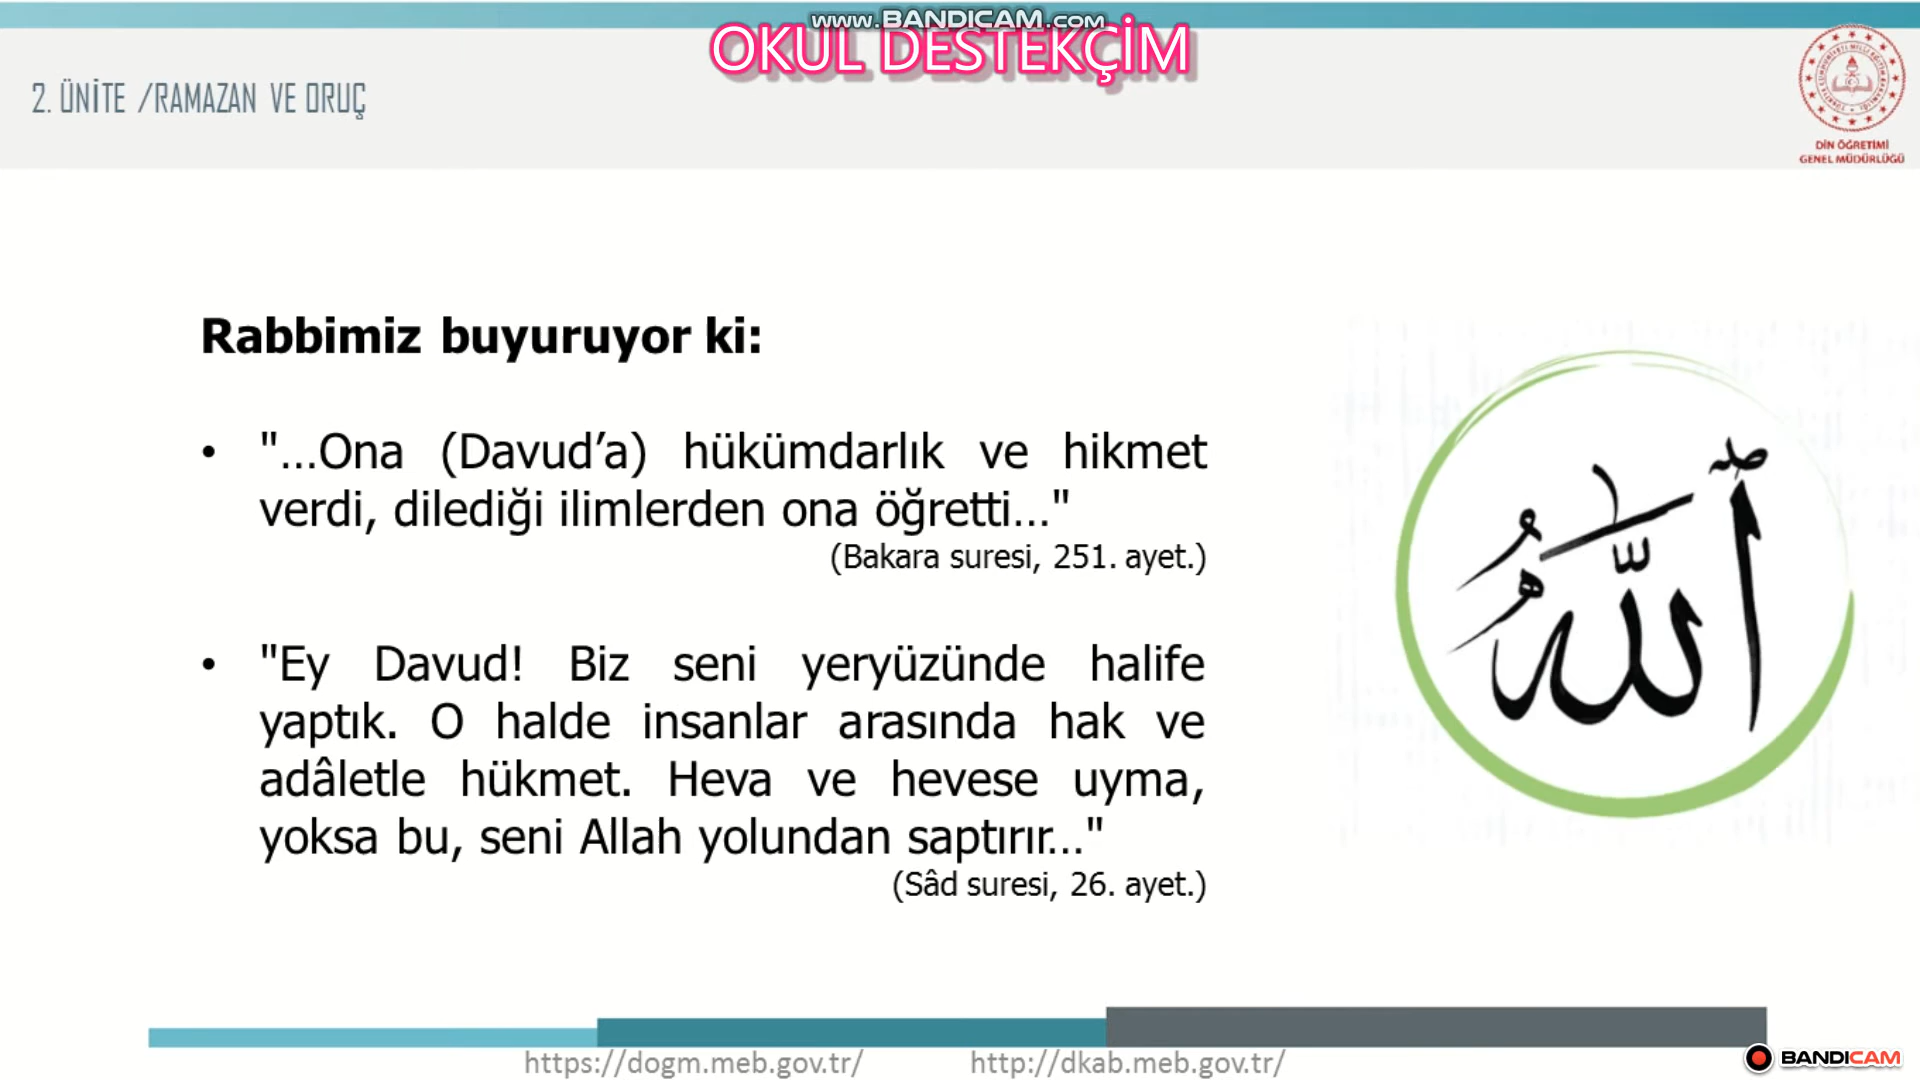 www.BANDICAM.COM
OKUL DESTEKÇİM
2. ÜNİTE /RAMAZAN VE ORUÇ
DİN ÖĞRETİMİ
GENEL MÜDÜRLÜĞÜ
Rabbimiz buyuruyor ki:
• "...Ona (Davud’a) hükümdarlık ve hikmet
verdi, dilediği ilimlerden ona öğretti..."
(Bakara suresi, 251. ayet.)
• "Ey Davud! Biz seni yeryüzünde halife
yaptık. O halde insanlar arasında hak ve
adâletle hükmet. Heva ve hevese uyma,
yoksa bu, seni Allah yolundan saptırır..."
(Sâd suresi, 26. ayet.)
الله
https://dogm.meb.gov.tr/
http://dkab.meb.gov.tr/
BANDICAM